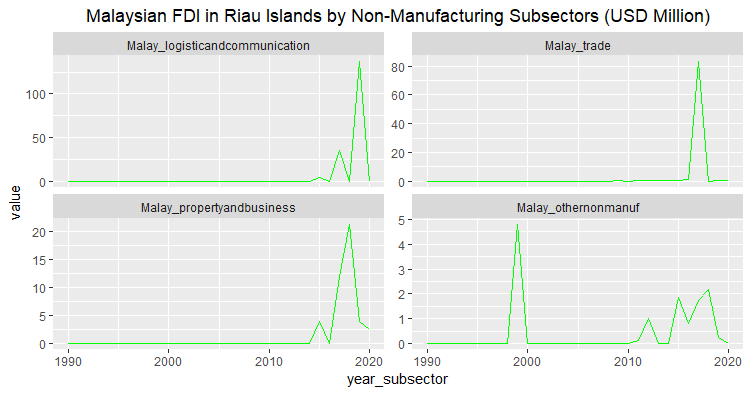 Malaysian FDI in Riau Islands by Non-Manufacturing Subsectors (USD Million)
Malay_logisticandcommunication
Malay_trade
100
50
0
80
60
40
20
0
value
Malay_propertyandbusiness
Malay_othernonmanuf
20
15
10
5
0
5
4
3
2
1
0
1990 2000 2010 2020
1990 2000 2010 2020
year_subsector